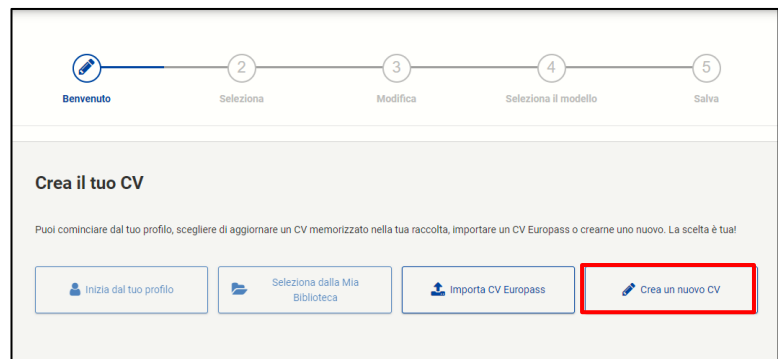 2 3 4 5
Benvenuto Seleziona Modifica Seleziona il modello Salva
Crea il tuo CV
Puoi cominciare dal tuo profilo, scegliere di aggiornare un CV memorizzato nella tua raccolta, importare un CV Europass o crearne uno nuovo. La scelta è tua!
Inizia dal tuo profilo
Seleziona dalla Mia
Biblioteca
Importa CV Europass
Crea un nuovo CV